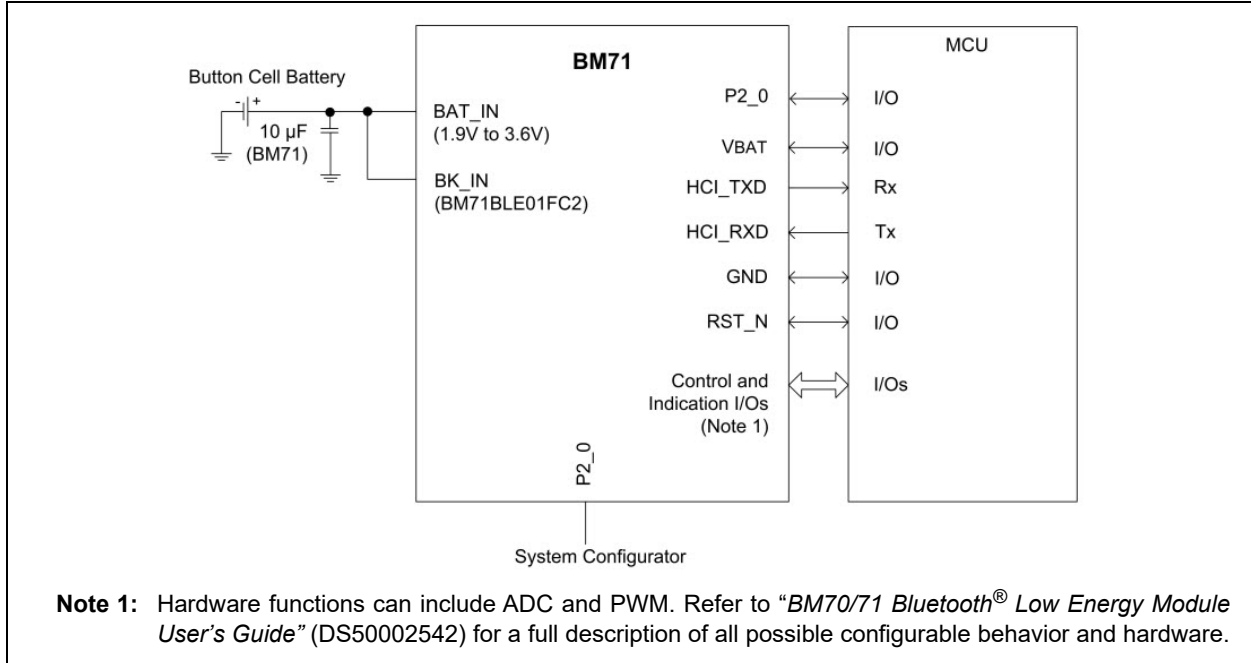 BM71
MCU
Button Cell Battery
- +
10 µF
(BM71)
BAT_IN
(1.9V to 3.6V)
BK_IN
(BM71BLE01FC2)
P2_0
I/O
VBAT
I/O
HCI_TXD
Rx
HCI_RXD
Tx
GND
I/O
RST_N
I/O
Control and
Indication I/Os
(Note 1)
I/Os
P2_0
System Configurator
Note 1: Hardware functions can include ADC and PWM. Refer to “BM70/71 Bluetooth® Low Energy Module
User’s Guide” (DS50002542) for a full description of all possible configurable behavior and hardware.